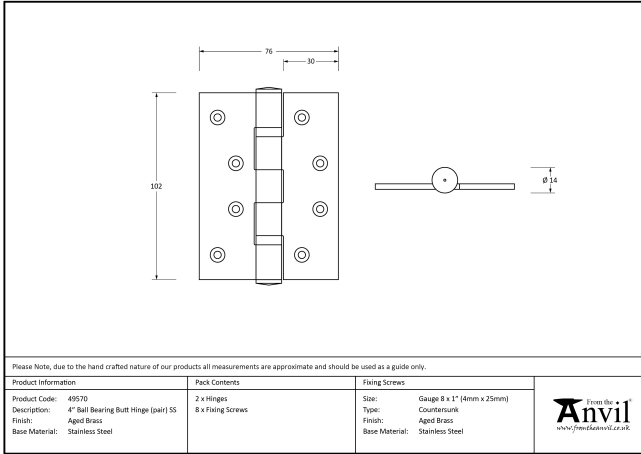 76
30
102
Ø 14
Please Note, due to the hand crafted nature of our products all measurements are approximate and should be used as a guide only.
Product Information
Product Code: 49570
Description: 4" Ball Bearing Butt Hinge (pair) SS
Finish: Aged Brass
Base Material: Stainless Steel
Pack Contents
2 x Hinges
8 x Fixing Screws
Fixing Screws
Size: Gauge 8 x 1" (4mm x 25mm)
Type: Countersunk
Finish: Aged Brass
Base Material: Stainless Steel
From the
Anvil®
www.fromtheanvil.co.uk